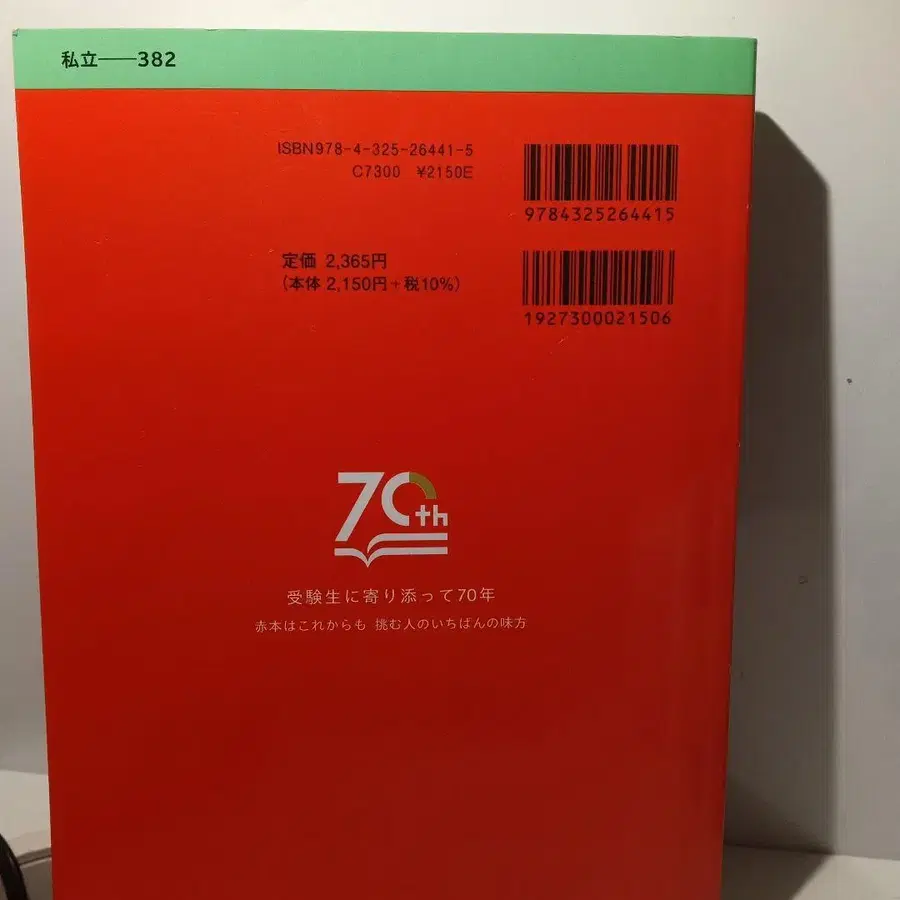 私立――382
ISBN978-4-325-26441-5
C7300 ¥2150E
9784325264415
定価 2,365円
(本体 2,150円+税10%)
1927300021506
70th
受験生に寄り添って70年
赤本はこれからも 挑む人のいちばんの味方